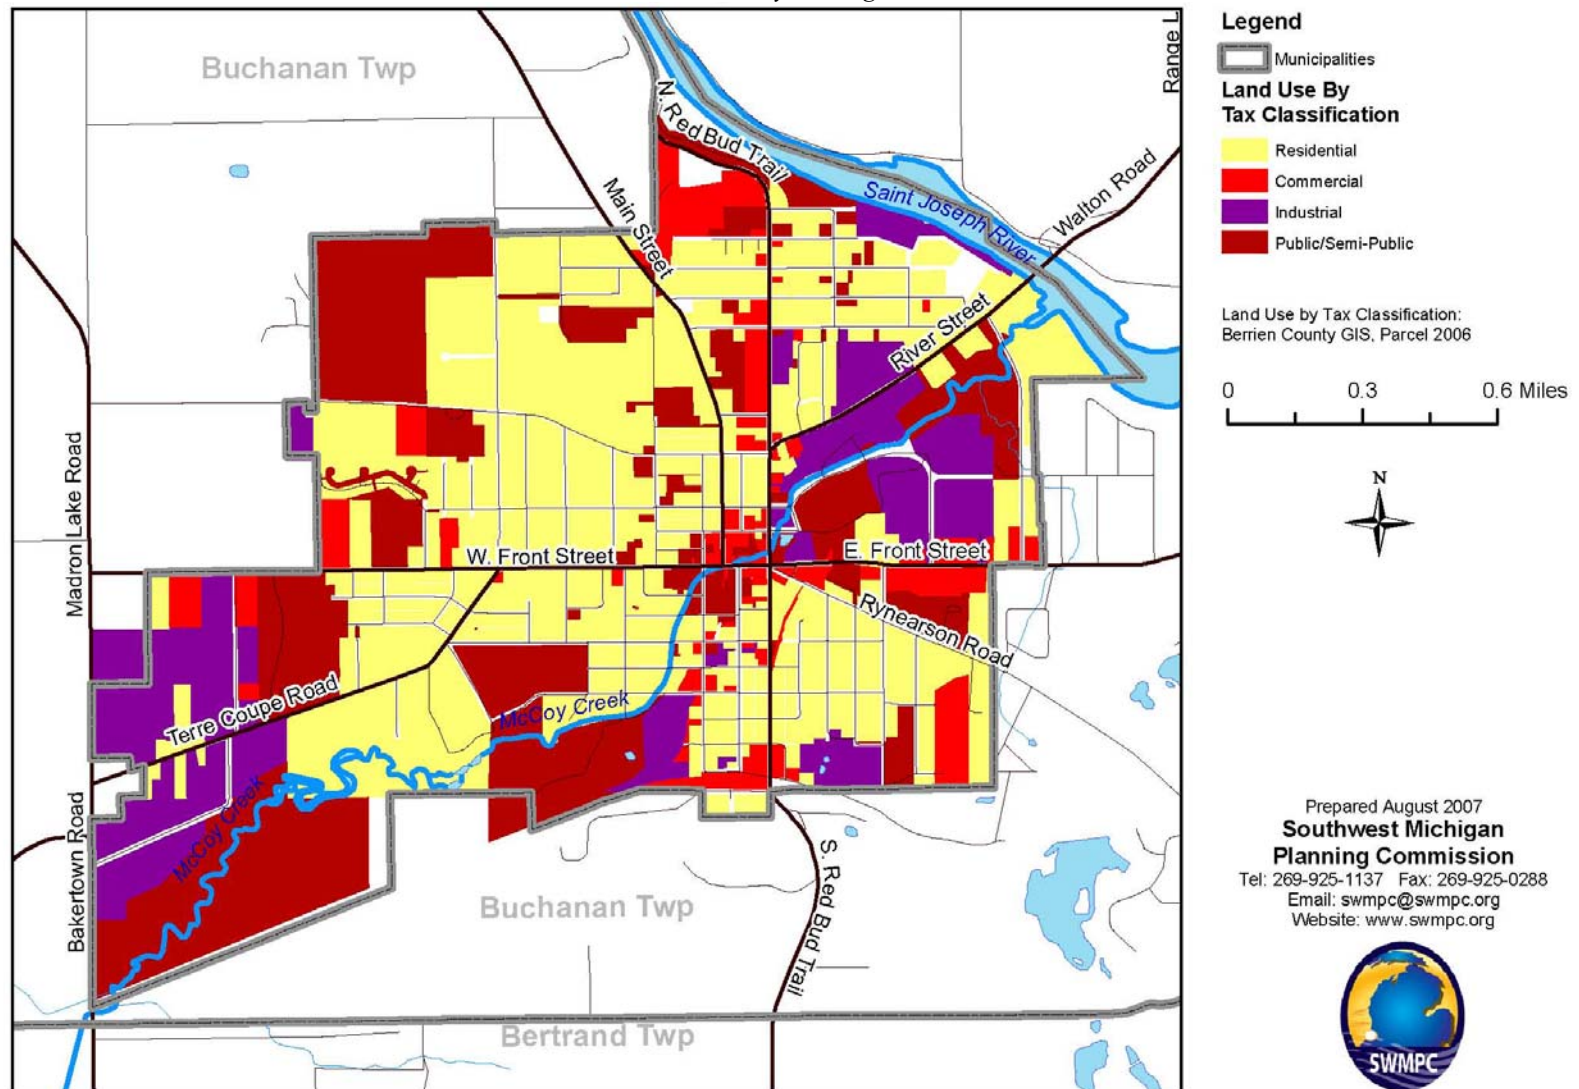 Buchanan Twp
N. Red Bud Trail
Main Street
Saint Joseph River
Walton Road
Range L
River Street
Madron Lake Road
W. Front Street
E. Front Street
Rynearson Road
Terre Coupe Road
McCoy Creek
McCoy Creek
Bakertown Road
Buchanan Twp
S. Red Bud Trail
Bertrand Twp
Legend
Municipalities
Land Use By
Tax Classification
Residential
Commercial
Industrial
Public/Semi-Public
Land Use by Tax Classification:
Berrien County GIS, Parcel 2006
0 0.3 0.6 Miles
N
Prepared August 2007
Southwest Michigan
Planning Commission
Tel: 269-925-1137 Fax: 269-925-0288
Email: swmpc@swmpc.org
Website: www.swmpc.org
SWMPC